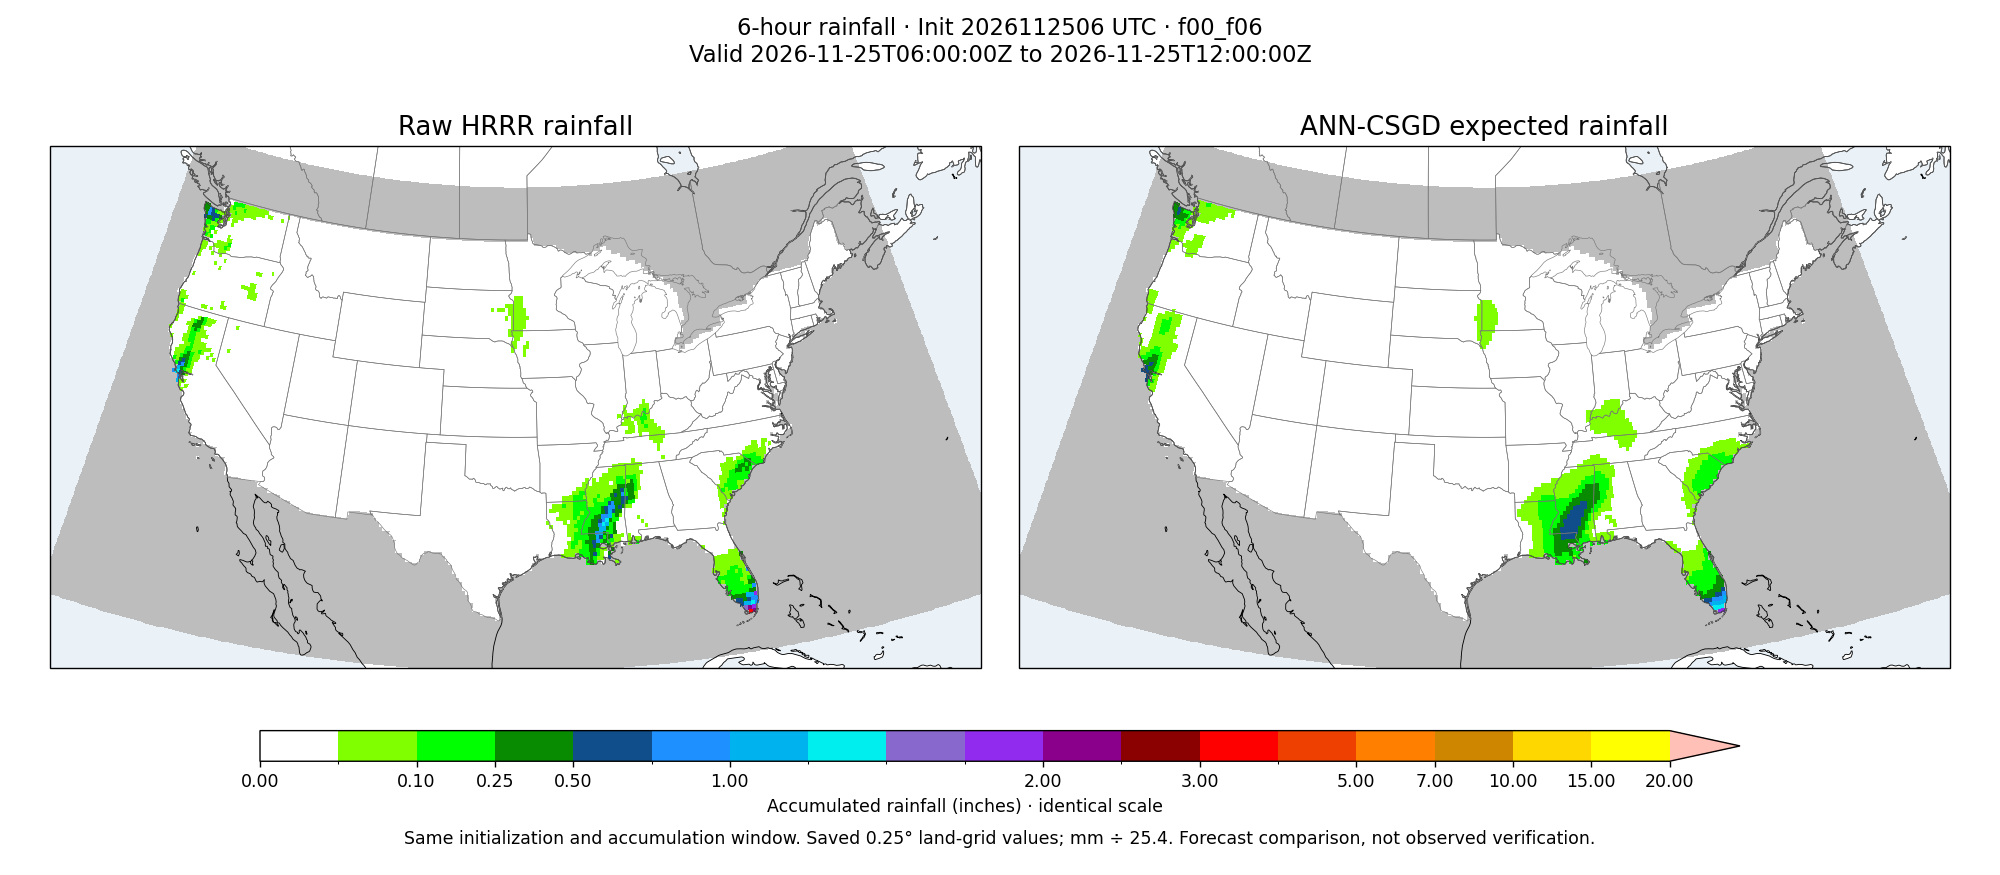 6-hour rainfall · Init 2026112506 UTC · f00_f06
Valid 2026-11-25T06:00:00Z to 2026-11-25T12:00:00Z
Raw HRRR rainfall
ANN-CSGD expected rainfall
0.00 0.10 0.25 0.50 1.00 2.00 3.00 5.00 7.00 10.00 15.00 20.00
Accumulated rainfall (inches) · identical scale
Same initialization and accumulation window. Saved 0.25° land-grid values; mm ÷ 25.4. Forecast comparison, not observed verification.